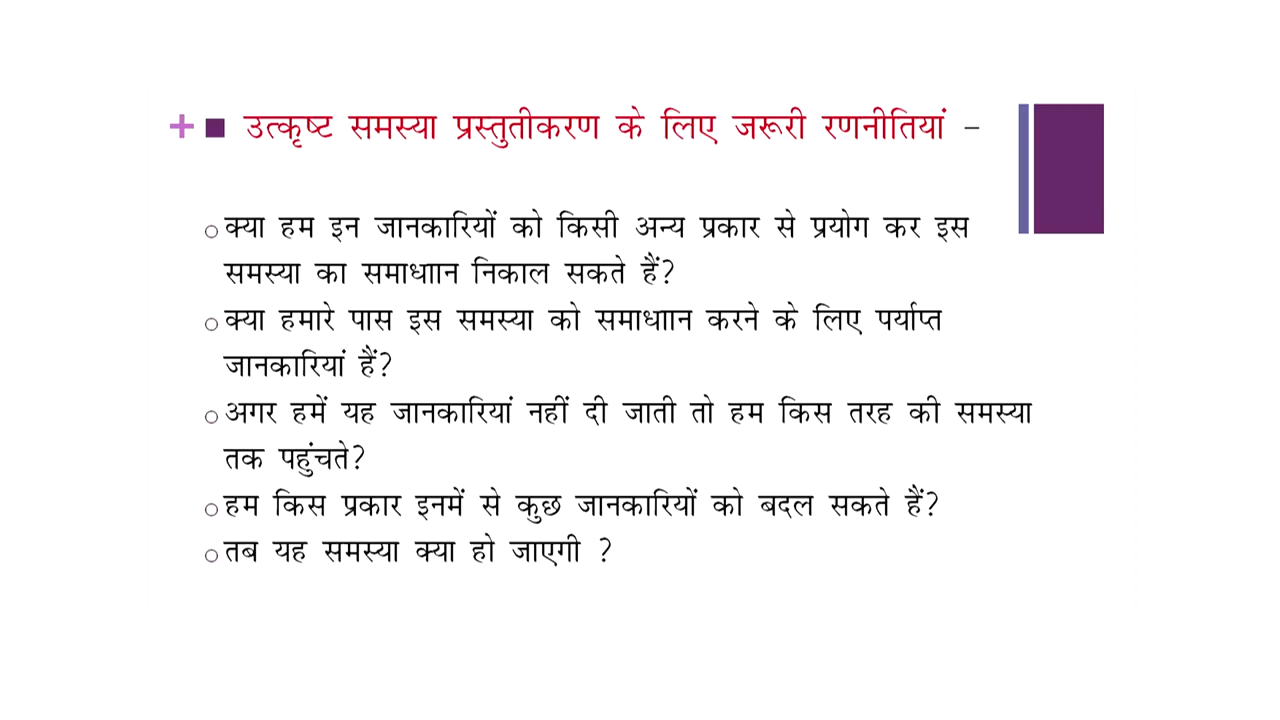 + ■ उत्कृष्ट समस्या प्रस्तुतीकरण के लिए जरूरी रणनीतियां –
○ क्या हम इन जानकारियों को किसी अन्य प्रकार से प्रयोग कर इस
समस्या का समाधाान निकाल सकते हैं?
○ क्या हमारे पास इस समस्या को समाधाान करने के लिए पर्याप्त
जानकारियां हैं?
○ अगर हमें यह जानकारियां नहीं दी जाती तो हम किस तरह की समस्या
तक पहुंचते?
○ हम किस प्रकार इनमें से कुछ जानकारियों को बदल सकते हैं?
○ तब यह समस्या क्या हो जाएगी ?